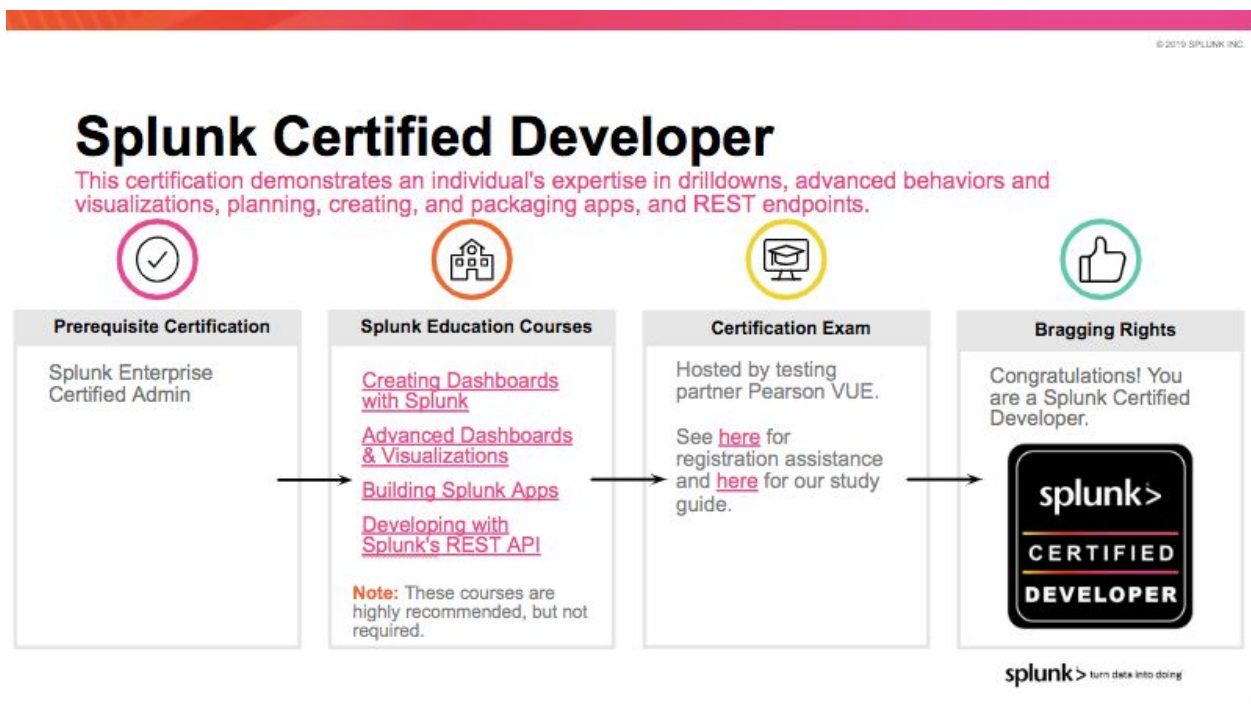 © 2019 SPLUNK INC.
Splunk Certified Developer
This certification demonstrates an individual's expertise in drilldowns, advanced behaviors and
visualizations, planning, creating, and packaging apps, and REST endpoints.
Prerequisite Certification
Splunk Enterprise
Certified Admin
Splunk Education Courses
Creating Dashboards
with Splunk
Advanced Dashboards
& Visualizations
Building Splunk Apps
Developing with
Splunk's REST API
Note: These courses are
highly recommended, but not
required.
Certification Exam
Hosted by testing
partner Pearson VUE.
See here for
registration assistance
and here for our study
guide.
Bragging Rights
Congratulations! You
are a Splunk Certified
Developer.
splunk>
CERTIFIED
DEVELOPER
splunk> turn data into doing